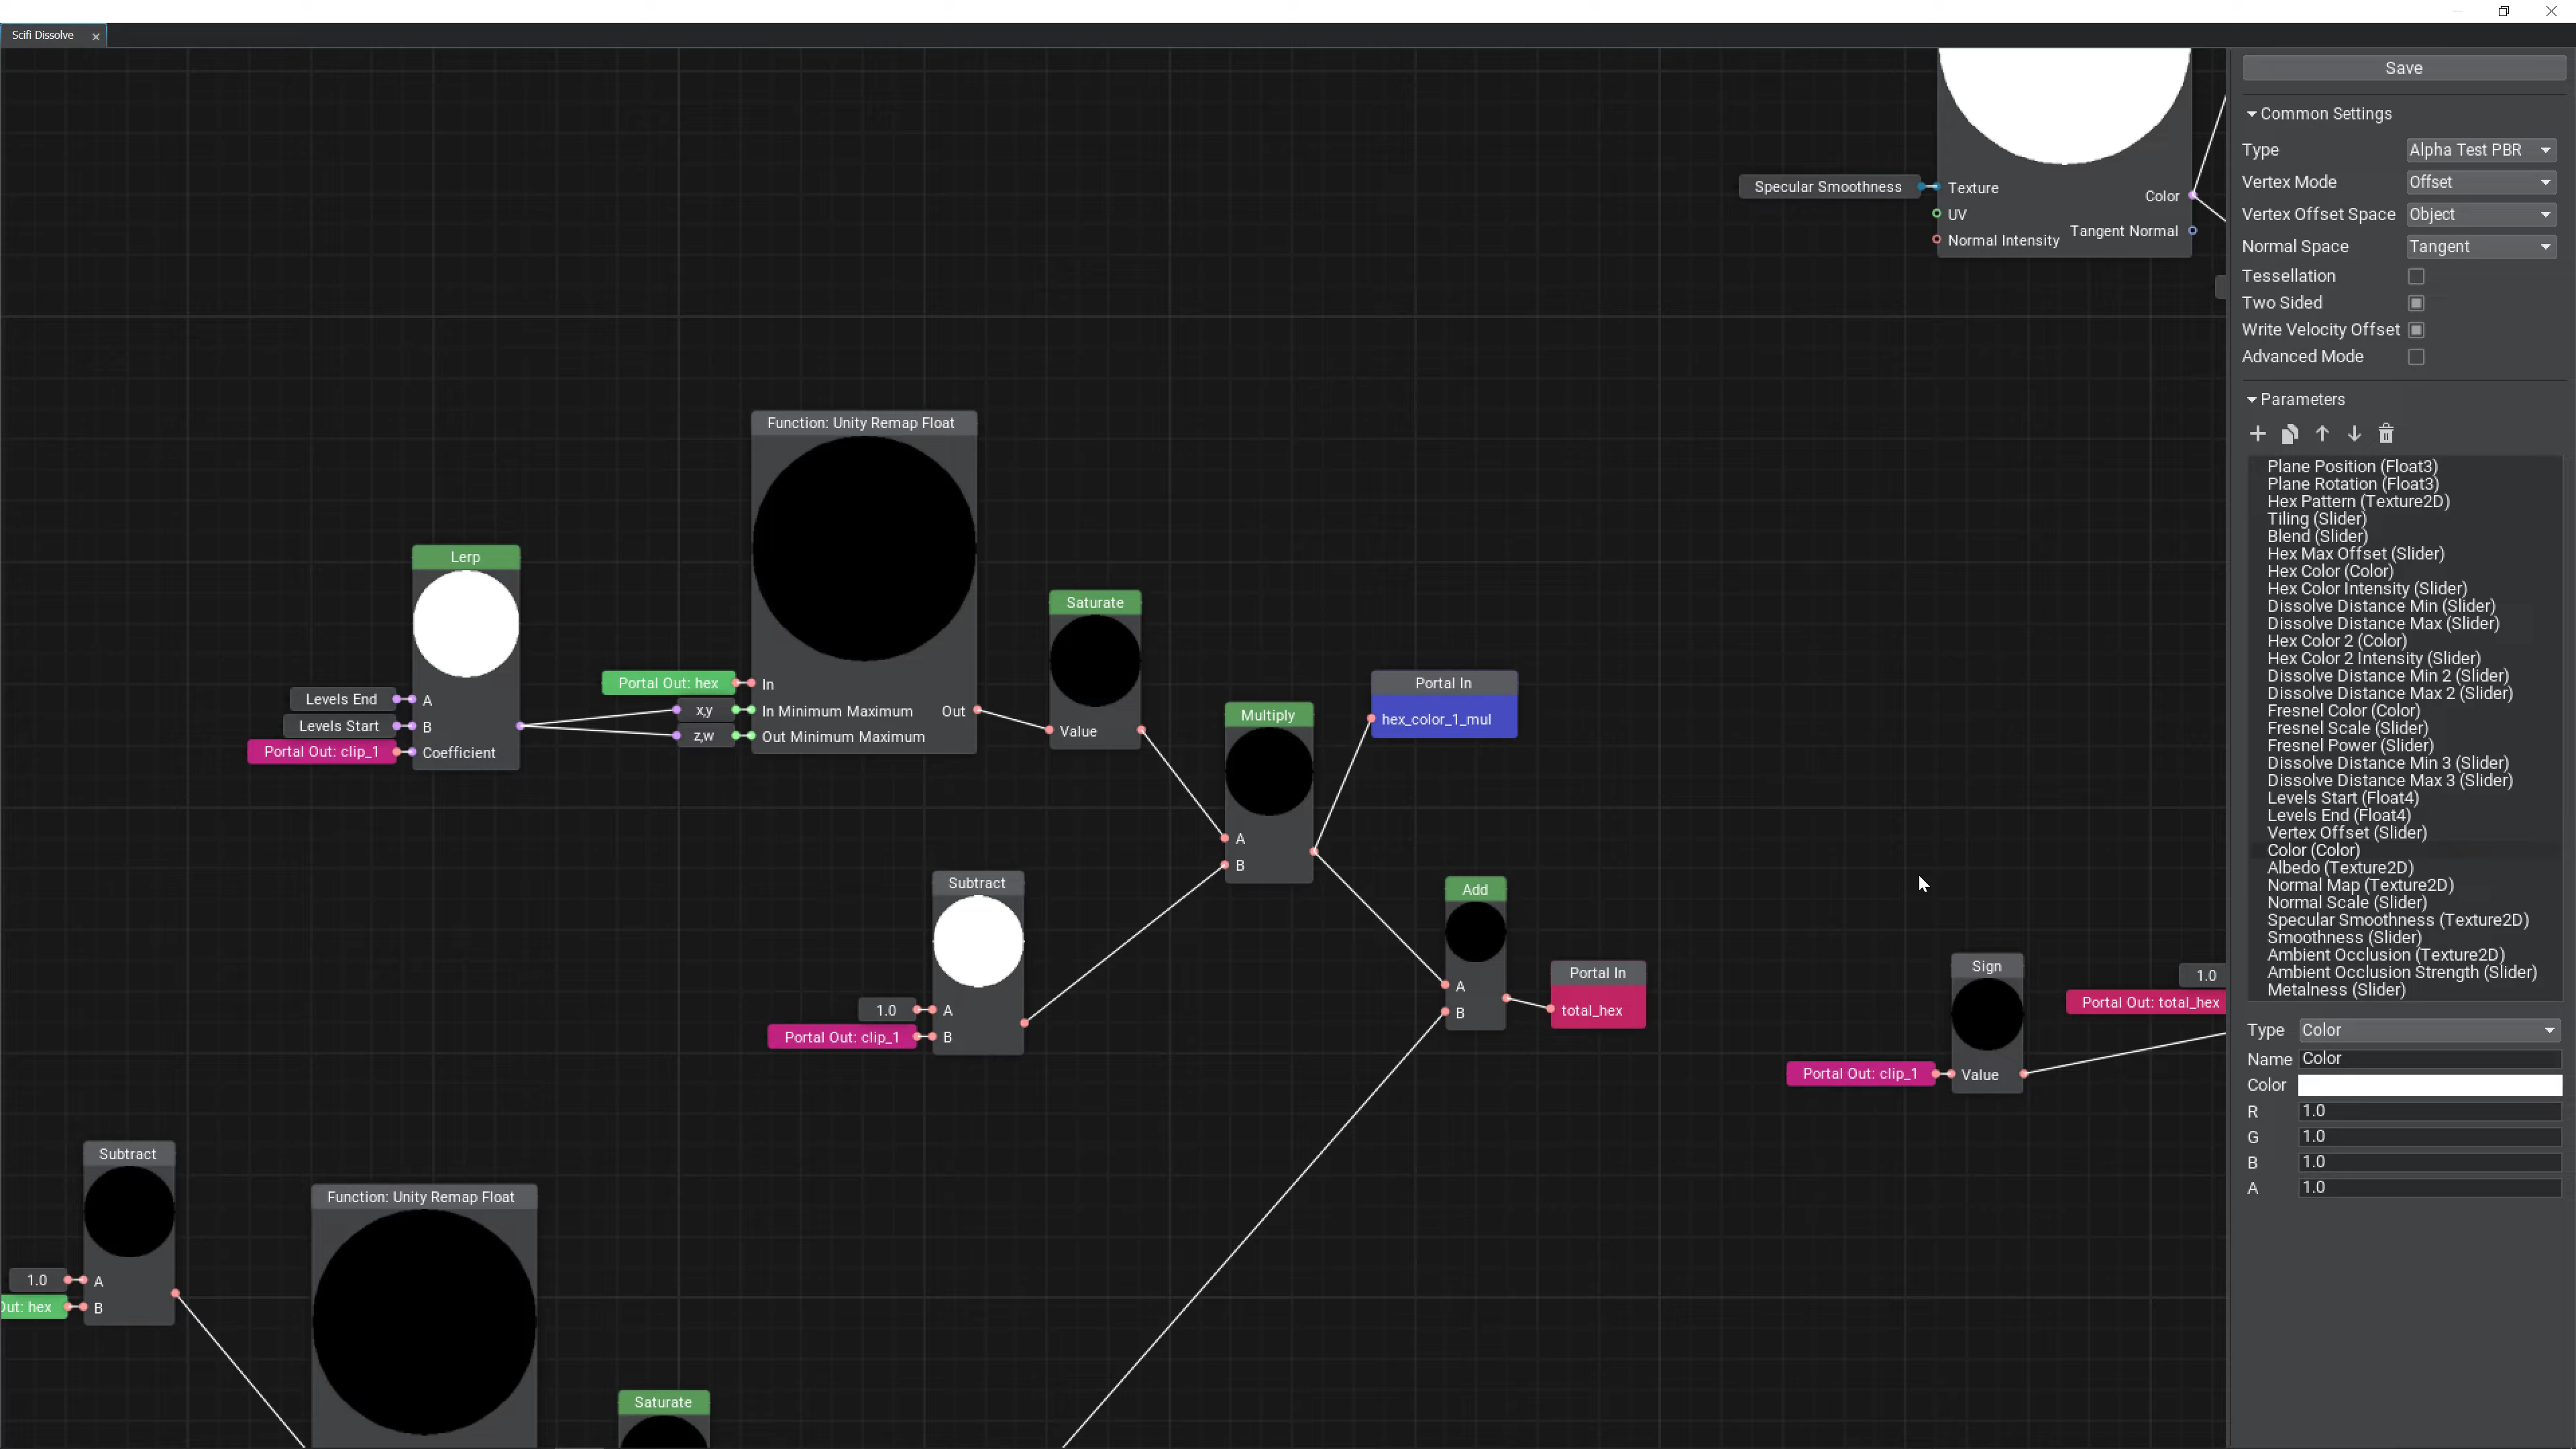 Scifi Dissolve
Specular Smoothness
Texture
UV
Normal Intensity
Color
Tangent Normal
Function: Unity Remap Float
Portal Out: hex
x,y
z,w
In
In Minimum Maximum
Out Minimum Maximum
Out
Lerp
Levels End
Levels Start
Portal Out: clip_1
A
B
Coefficient
Saturate
Value
Multiply
A
B
Portal In
hex_color_1_mul
Subtract
1.0
Portal Out: clip_1
A
B
Add
A
B
Portal In
total_hex
Sign
Portal Out: clip_1
Value
1.0
Portal Out: total_hex
Subtract
1.0
Out: hex
A
B
Function: Unity Remap Float
Saturate
Save
Common Settings
Type Alpha Test PBR
Vertex Mode Offset
Vertex Offset Space Object
Normal Space Tangent
Tessellation
Two Sided
Write Velocity Offset
Advanced Mode
Parameters
Plane Position (Float3)
Plane Rotation (Float3)
Hex Pattern (Texture2D)
Tiling (Slider)
Blend (Slider)
Hex Max Offset (Slider)
Hex Color (Color)
Hex Color Intensity (Slider)
Dissolve Distance Min (Slider)
Dissolve Distance Max (Slider)
Hex Color 2 (Color)
Hex Color 2 Intensity (Slider)
Dissolve Distance Min 2 (Slider)
Dissolve Distance Max 2 (Slider)
Fresnel Color (Color)
Fresnel Scale (Slider)
Fresnel Power (Slider)
Dissolve Distance Min 3 (Slider)
Dissolve Distance Max 3 (Slider)
Levels Start (Float4)
Levels End (Float4)
Vertex Offset (Slider)
Color (Color)
Albedo (Texture2D)
Normal Map (Texture2D)
Normal Scale (Slider)
Specular Smoothness (Texture2D)
Smoothness (Slider)
Ambient Occlusion (Texture2D)
Ambient Occlusion Strength (Slider)
Metalness (Slider)
Type Color
Name Color
Color
R 1.0
G 1.0
B 1.0
A 1.0